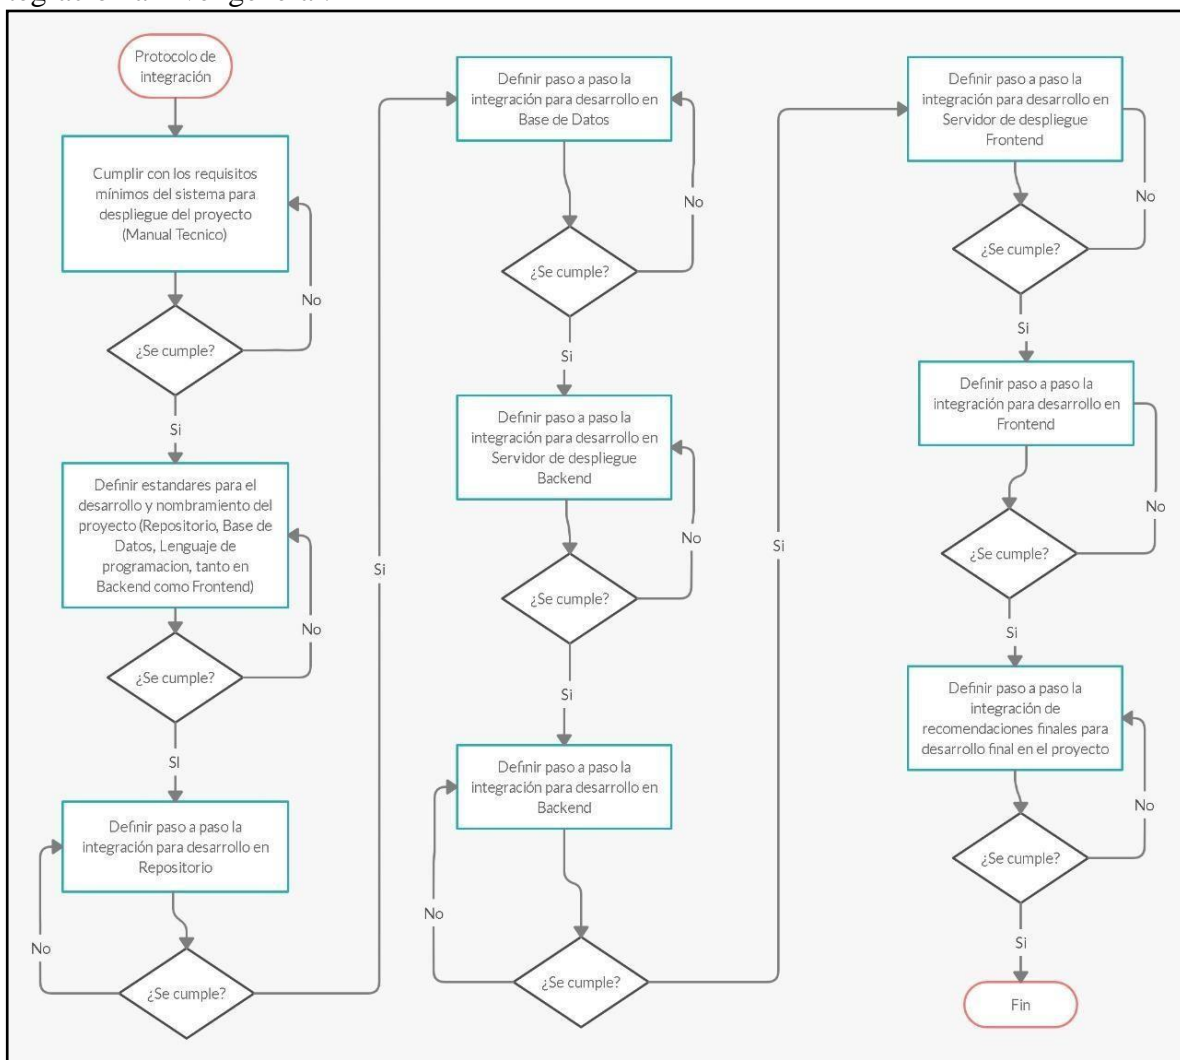 Protocolo de
integración
Cumplir con los requisitos
mínimos del sistema para
despliegue del proyecto
(Manual Tecnico)
No
¿Se cumple?
Si
Definir estandares para el
desarrollo y nombramiento del
proyecto (Repositorio, Base de
Datos, Lenguaje de
programacion, tanto en
Backend como Frontend)
No
¿Se cumple?
SI
Definir paso a paso la
integración para desarrollo en
Repositorio
No
¿Se cumple?
Si
Definir paso a paso la
integración para desarrollo en
Base de Datos
No
¿Se cumple?
Si
Definir paso a paso la
integración para desarrollo en
Servidor de despliegue
Backend
No
¿Se cumple?
Si
Definir paso a paso la
integración para desarrollo en
Backend
No
¿Se cumple?
Si
Definir paso a paso la
integración para desarrollo en
Servidor de despliegue
Frontend
No
¿Se cumple?
Si
Definir paso a paso la
integración para desarrollo en
Frontend
No
¿Se cumple?
Si
Definir paso a paso la
integración de
recomendaciones finales para
desarrollo final en el proyecto
No
¿Se cumple?
Si
Fin